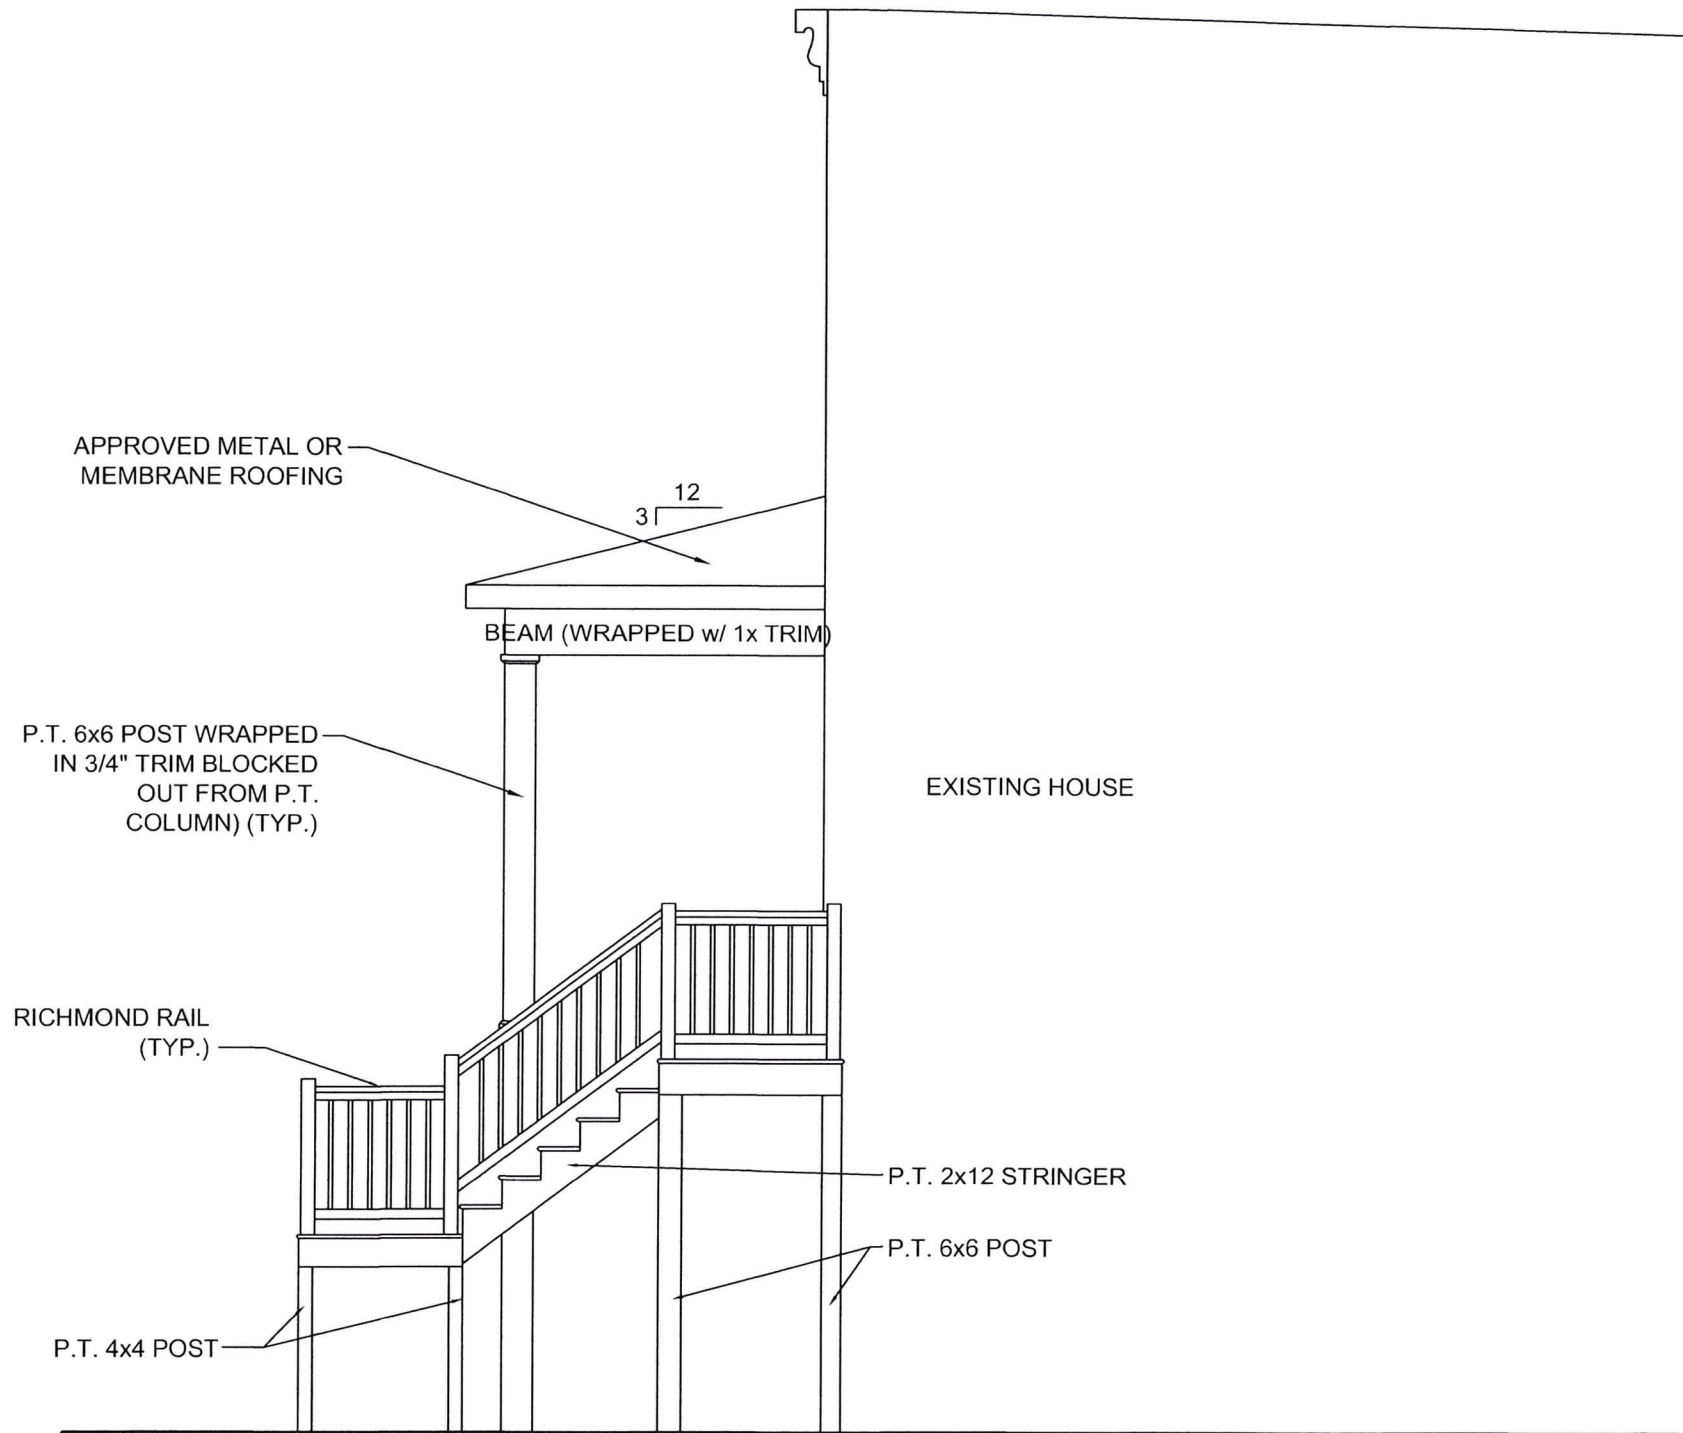 APPROVED METAL OR
MEMBRANE ROOFING
12
3
BEAM (WRAPPED w/ 1x TRIM)
P.T. 6x6 POST WRAPPED
IN 3/4" TRIM BLOCKED
OUT FROM P.T.
COLUMN) (TYP.)
EXISTING HOUSE
RICHMOND RAIL
(TYP.)
P.T. 2x12 STRINGER
P.T. 6x6 POST
P.T. 4x4 POST